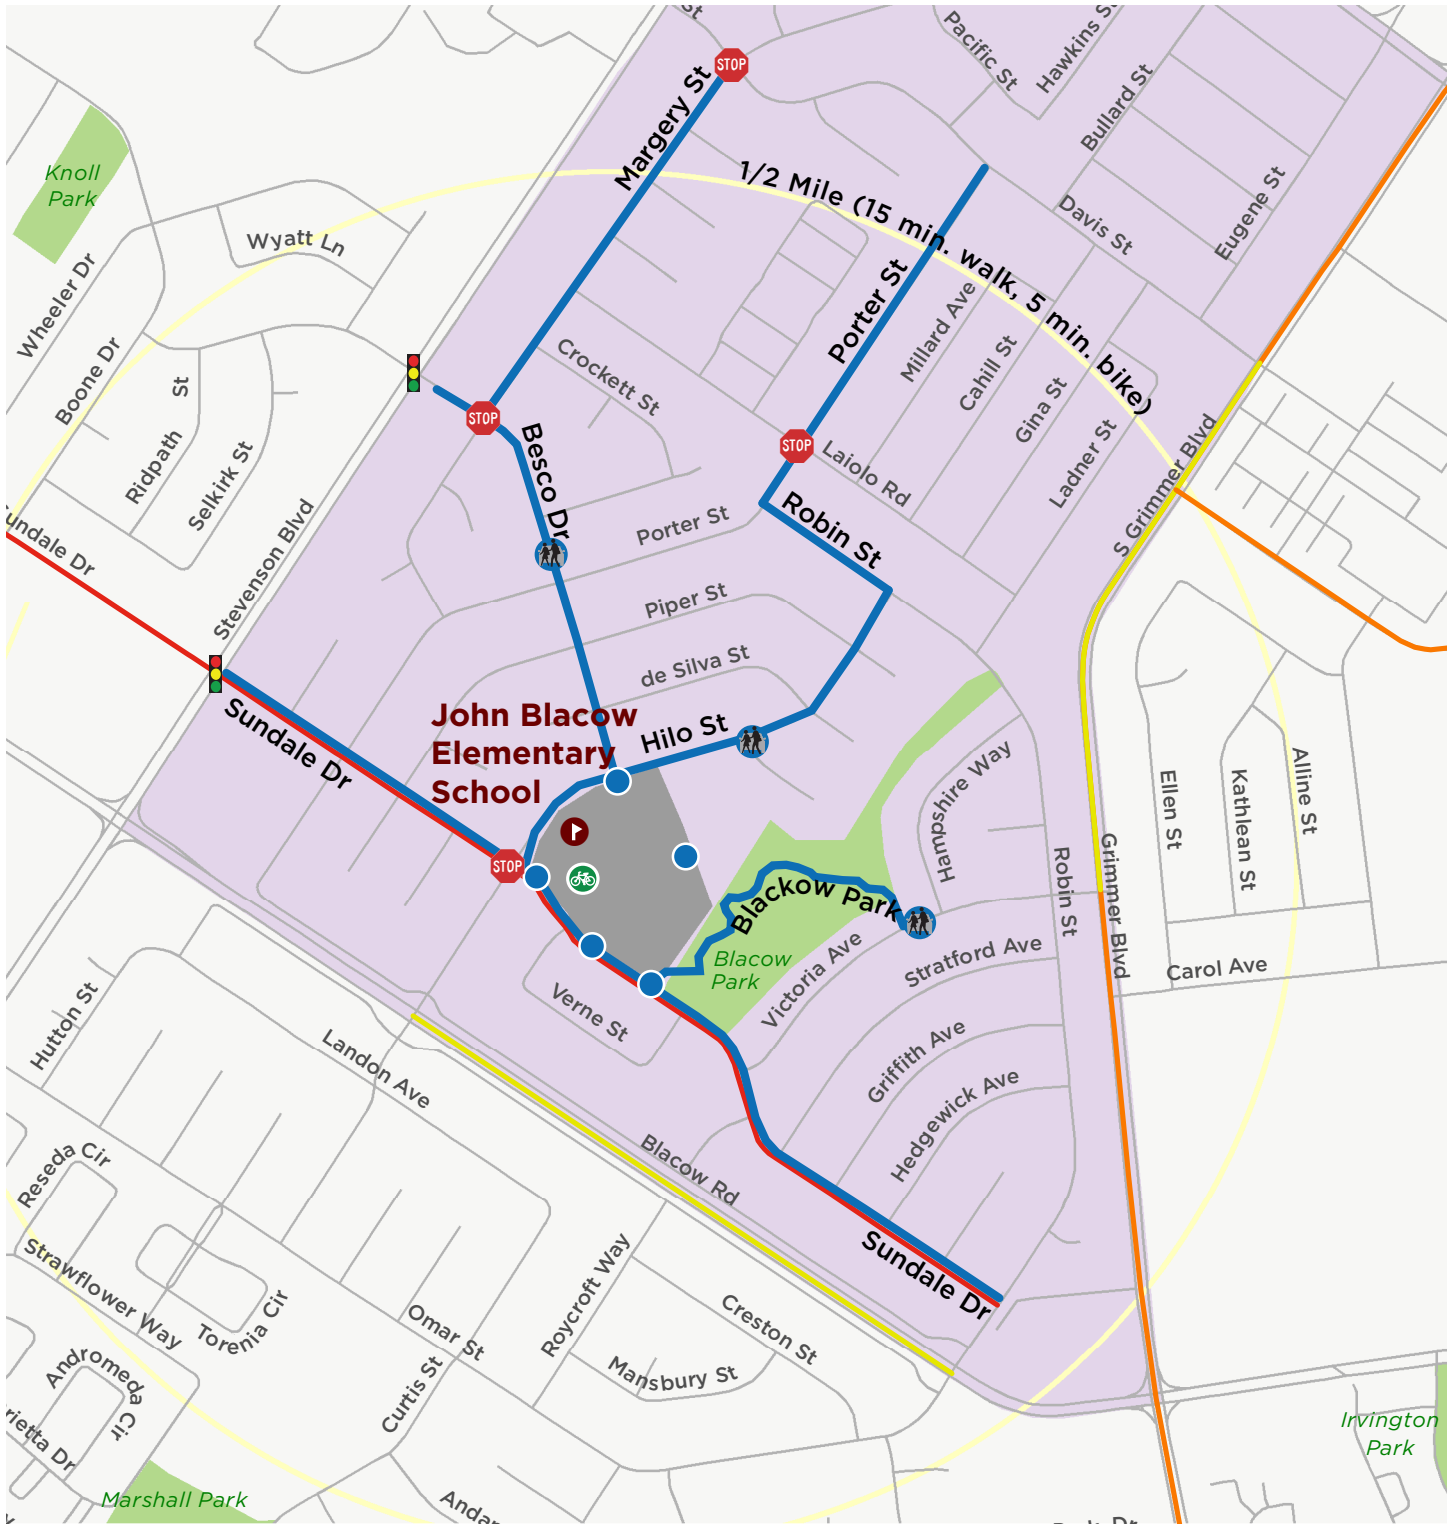 St
Pacific St
Hawkins St
STOP
Margery St
Bullard St
Knoll
Park
1/2 Mile (15 min. walk, 5 min. bike)
Davis St
Eugene St
Wyatt Ln
Wheeler Dr
Porter St
Millard Ave
Boone Dr
Crockett St
Cahill St
Gina St
Ridpath St
Selkirk St
STOP
Besco Dr
STOP
Laiolo Rd
Ladner St
S Grimmer Blvd
Sundale Dr
Stevenson Blvd
Porter St
Robin St
Piper St
de Silva St
Sundale Dr
John Blacow
Elementary
School
Hilo St
Hampshire Way
Ellen St
Kathlean St
Alline St
STOP
Blackow Park
Robin St
Grimmer Blvd
Blacow
Park
Victoria Ave
Stratford Ave
Carol Ave
Hutton St
Verne St
Landon Ave
Griffith Ave
Hedgewick Ave
Reseda Cir
Blacow Rd
Strawflower Way
Torenia Cir
Roycroft Way
Sundale Dr
Omar St
Creston St
Andromeda Cir
Curtis St
Mansbury St
rietta Dr
Irvington
Park
Marshall Park